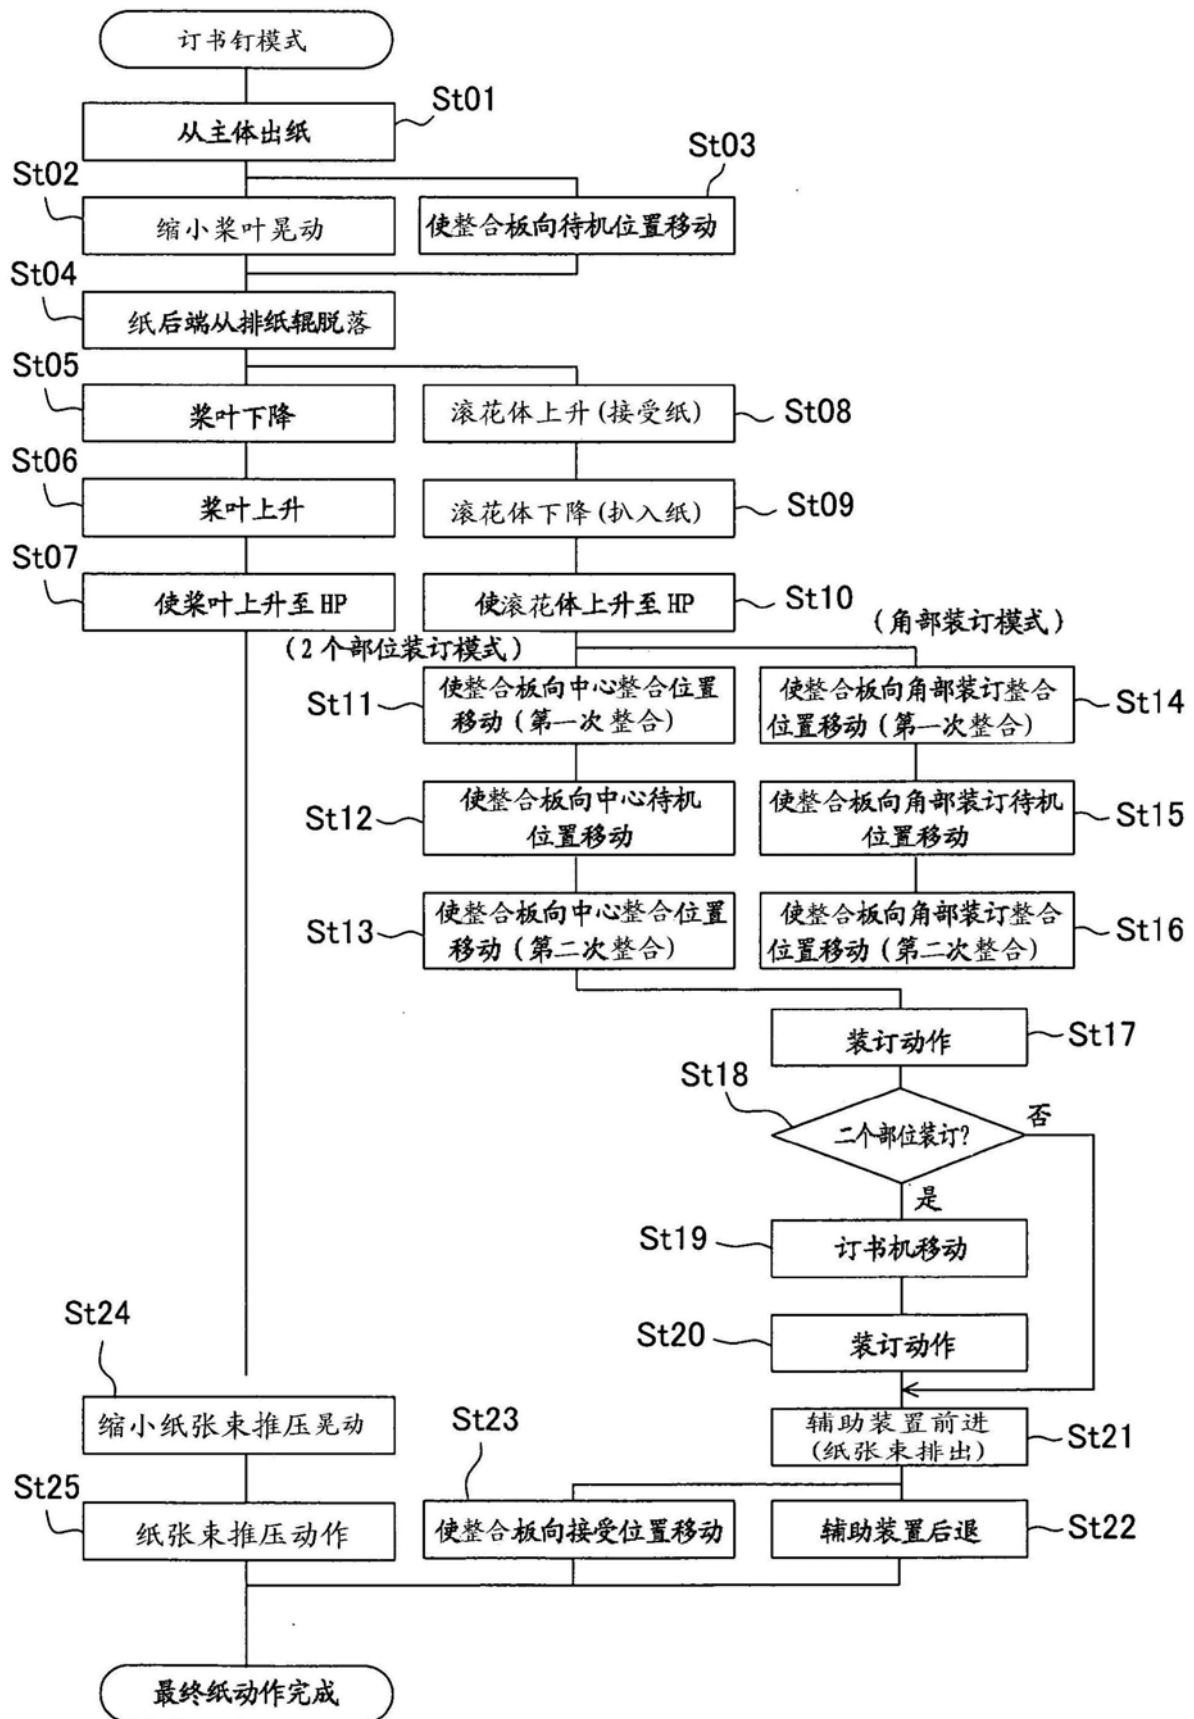 订书钉模式
St01
从主体出纸
St03
St02
缩小桨叶晃动
使整合板向待机位置移动
St04
纸后端从排纸辊脱落
St05
桨叶下降
滚花体上升(接受纸)
St08
St06
桨叶上升
滚花体下降(扒入纸)
St09
St07
使桨叶上升至HP
使滚花体上升至HP
St10
(2个部位装订模式)
(角部装订模式)
St11
使整合板向中心整合位置
移动(第一次整合)
使整合板向角部装订整合
位置移动(第一次整合)
St14
St12
使整合板向中心待机
位置移动
使整合板向角部装订待机
位置移动
St15
St13
使整合板向中心整合位置
移动(第二次整合)
使整合板向角部装订整合
位置移动(第二次整合)
St16
装订动作
St17
St18
二个部位装订?
否
是
St19
订书机移动
St20
装订动作
St24
缩小纸张束推压晃动
St23
辅助装置前进
(纸张束排出)
St21
St25
纸张束推压动作
使整合板向接受位置移动
辅助装置后退
St22
最终纸动作完成